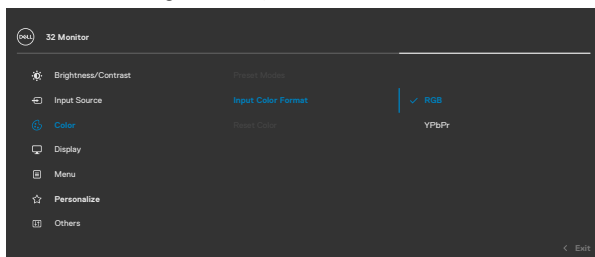 DELL
32 Monitor
Brightness/Contrast
Preset Modes
Input Source
Input Color Format
RGB
Color
Reset Color
YPbPr
Display
Menu
Personalize
Others
Exit